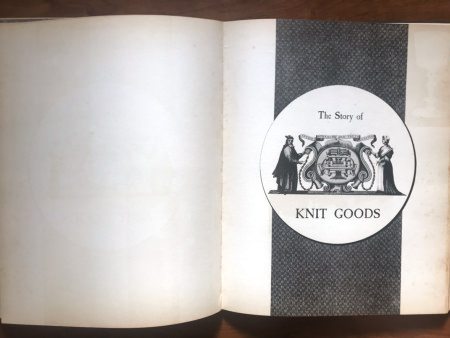 The Story of
KNIT GOODS